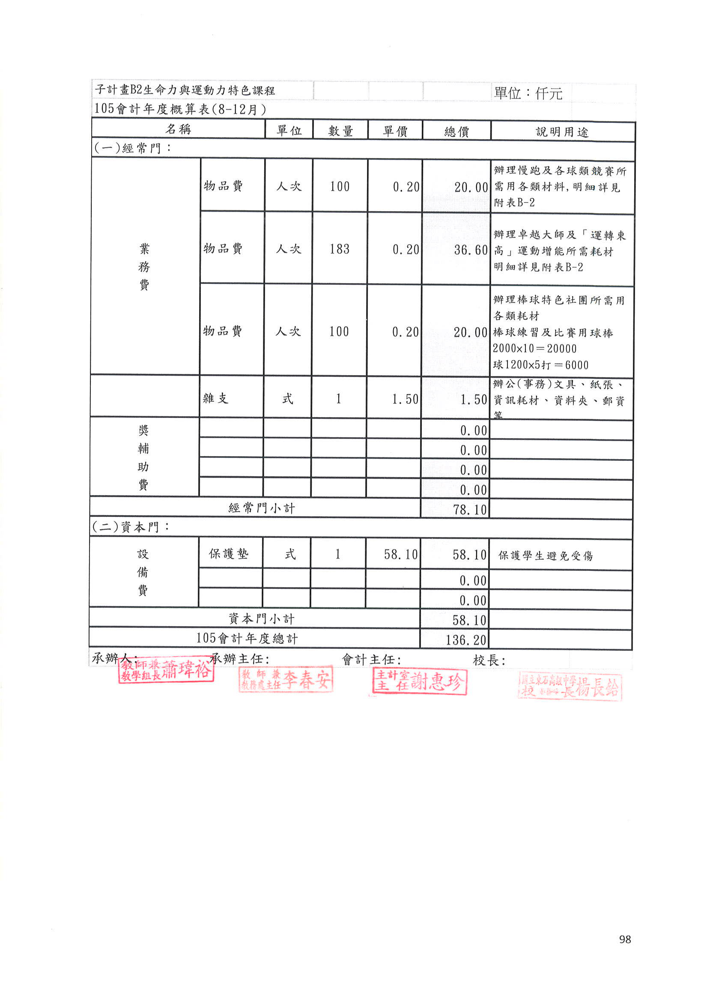 子計畫B2生命力與運動力特色課程 單位：仟元
105會計年度概算表(8-12月)
名稱 單位 數量 單價 總價 說明用途
(一)經常門：
業務費
物品費 人次 100 0.20 20.00
辦理慢跑及各球類競賽所
需用各類材料,明細詳見
附表B-2
物品費 人次 183 0.20 36.60
辦理卓越大師及「運轉東
高」運動增能所需耗材
明細詳見附表B-2
物品費 人次 100 0.20 20.00
辦理棒球特色社團所需用
各類耗材
棒球練習及比賽用球棒
2000×10＝20000
球1200×5打＝6000
雜支 式 1 1.50 1.50
辦公(事務)文具、紙張、
資訊耗材、資料夾、郵資
等
獎輔助費
0.00
0.00
0.00
0.00
經常門小計 78.10
(二)資本門：
設備費
保護墊 式 1 58.10 58.10 保護學生避免受傷
0.00
0.00
資本門小計 58.10
105會計年度總計 136.20
承辦人: 承辦主任: 會計主任: 校長:
教師兼
教學組長蕭瑋裕
教師兼
教務處主任李春安
主計室
主任謝惠珍
國立東石高級中學
校長楊長鎗
98